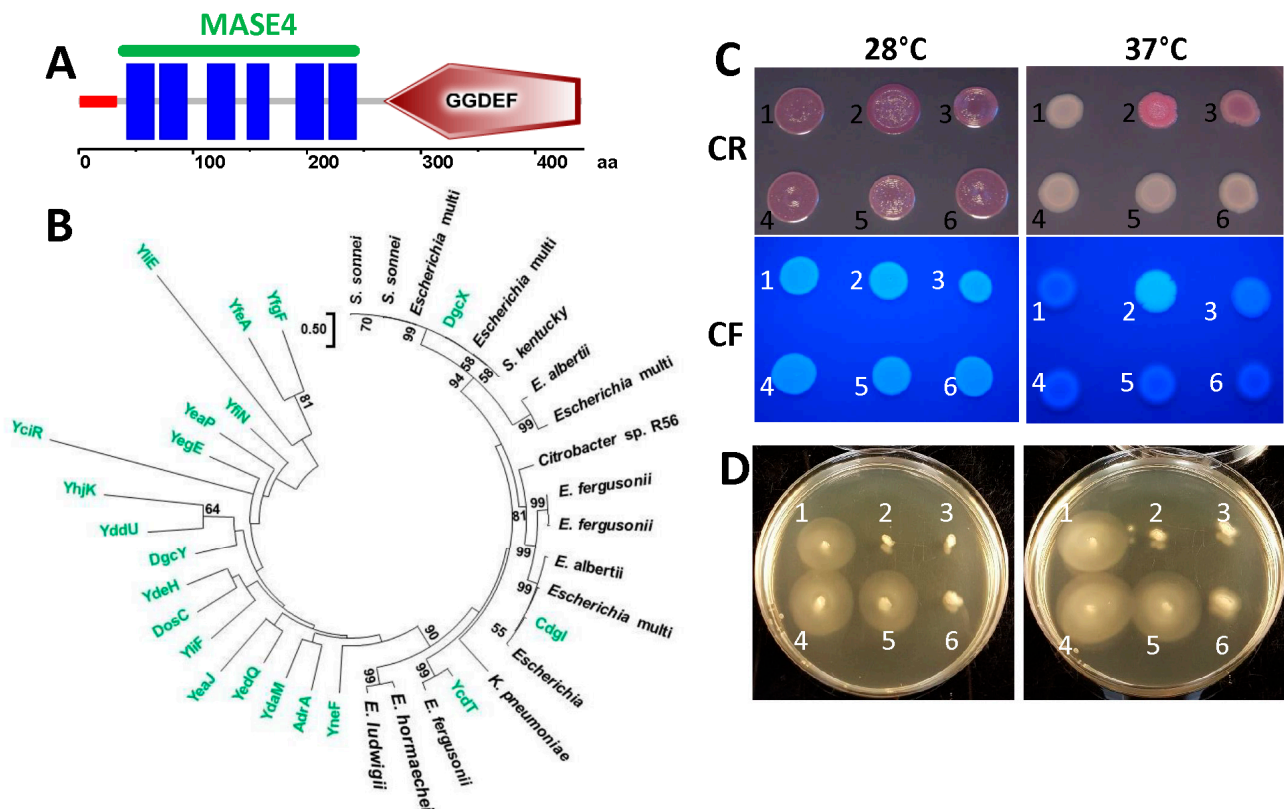 A
MASE4
GGDEF
0 100 200 300 400 aa
B
YliE
YfeA
YfgF
S. sonnei
S. sonnei
Escherichia multi
DgcX
Escherichia multi
S. kentucky
E. albertii
Escherichia multi
Citrobacter sp. R56
E. fergusonii
E. fergusonii
E. albertii
Escherichia multi
CdgI
Escherichia
K. pneumoniae
YcdT
E. fergusonii
E. hormaechei
E. ludwigii
YneF
AdrA
YdaM
YedQ
YeaJ
YliF
DosC
YdeH
DgcY
YddU
YhjK
YciR
YegE
YeaP
YfiN
0.50
70
99
58
94
58
99
99
81
99
99
55
90
99
99
64
81
C
28°C 37°C
CR
1 2 3 1 2 3
4 5 6 4 5 6
CF
1 2 3 1 2 3
4 5 6 4 5 6
D
1 2 3 1 2 3
4 5 6 4 5 6